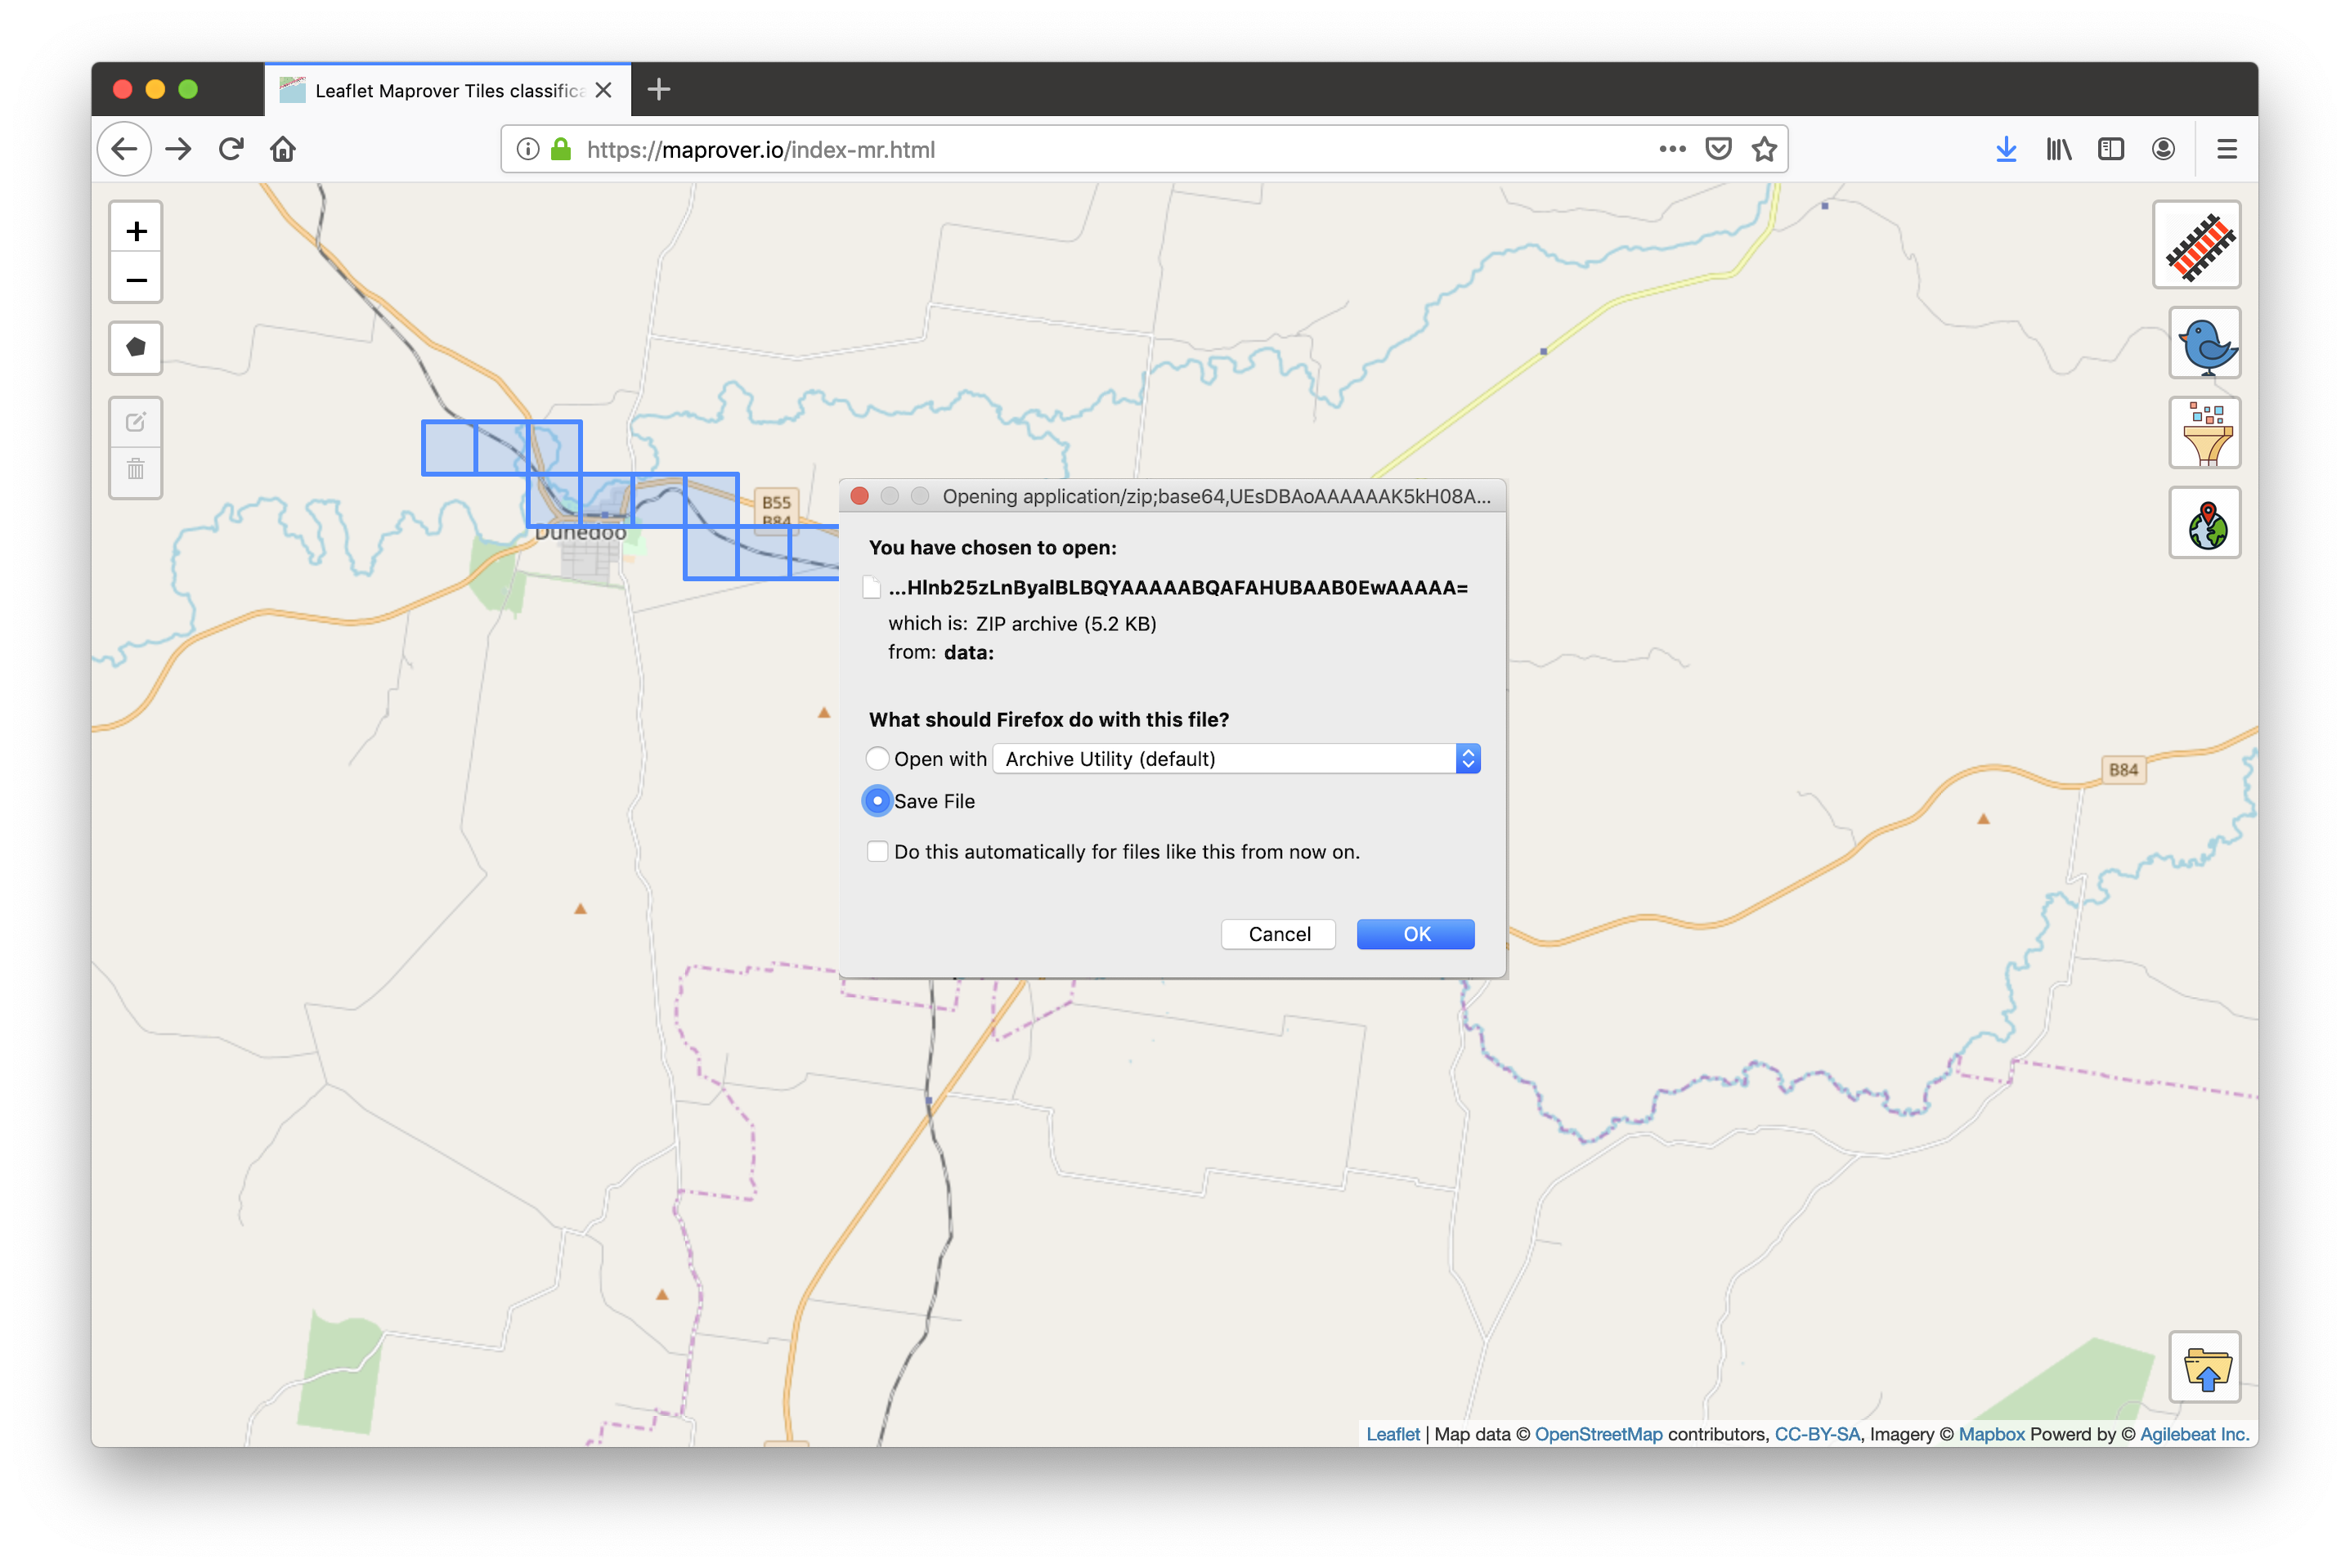 Leaflet Maprover Tiles classifica
https://maprover.io/index-mr.html
+
−
B55
B84
Dunedoo
Opening application/zip;base64,UEsDBAoAAAAAAK5kH08A...
You have chosen to open:
...HInb25zLnByalBLBQYAAAAABQAFAHUBAAB0EwAAAAA=
which is: ZIP archive (5.2 KB)
from: data:
What should Firefox do with this file?
Open with Archive Utility (default)
Save File
Do this automatically for files like this from now on.
Cancel OK
B84
Leaflet | Map data © OpenStreetMap contributors, CC-BY-SA, Imagery © Mapbox Powerd by © Agilebeat Inc.